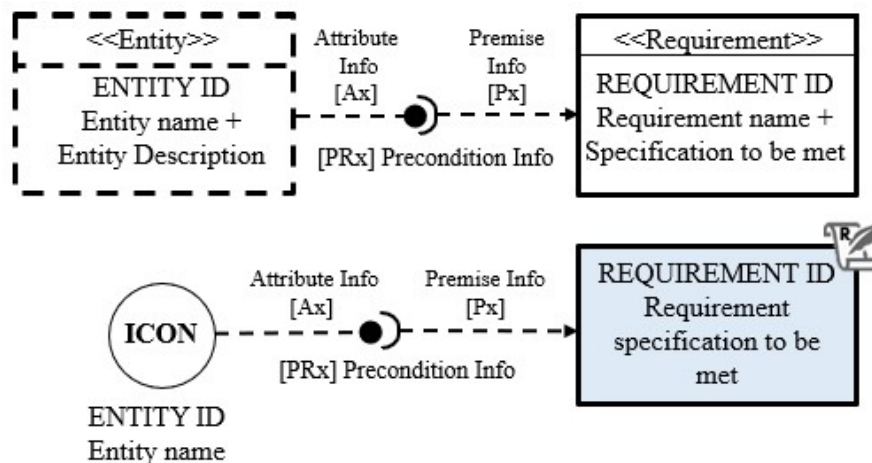 <<Entity>>
ENTITY ID
Entity name +
Entity Description
Attribute
Info
[Ax]
Premise
Info
[Px]
[PRx] Precondition Info
<<Requirement>>
REQUIREMENT ID
Requirement name +
Specification to be met
ICON
ENTITY ID
Entity name
Attribute Info
[Ax]
Premise Info
[Px]
[PRx] Precondition Info
R
REQUIREMENT ID
Requirement
specification to be
met